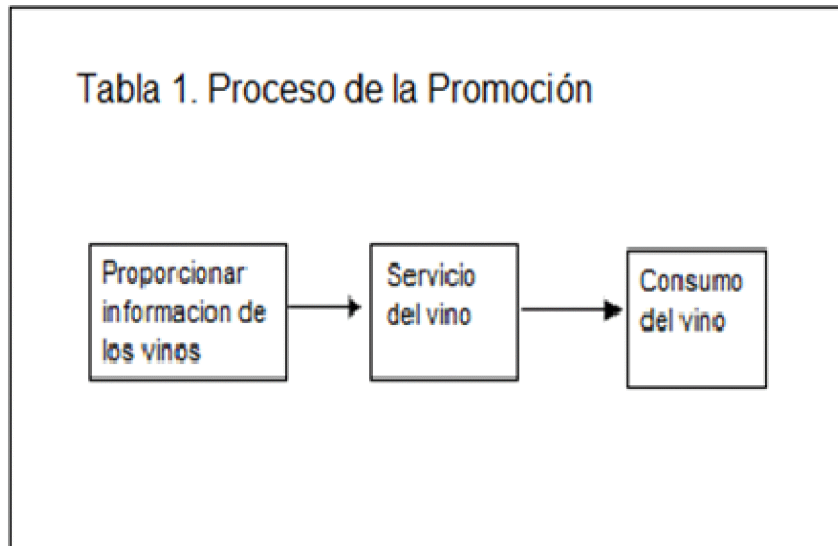 Tabla 1. Proceso de la Promoción
Proporcionar
informacion de
los vinos
Servicio
del vino
Consumo
del vino